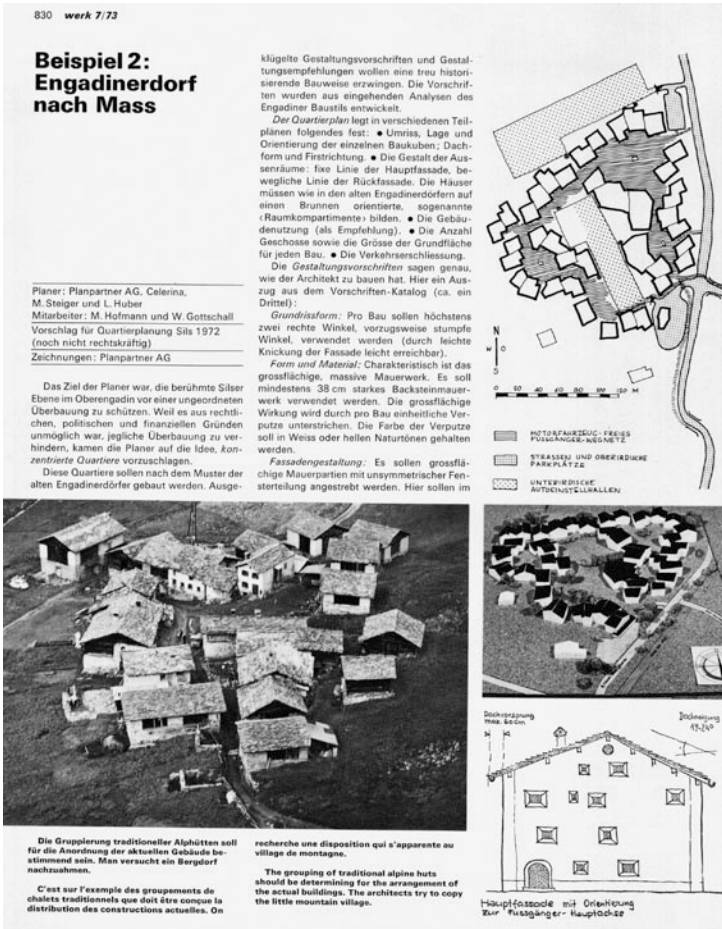 830 werk 7/73
Beispiel 2:
Engadinerdorf
nach Mass
Planer: Planpartner AG, Celerina,
M. Steiger und L. Huber
Mitarbeiter: M. Hofmann und W. Gottschall
Vorschlag für Quartierplanung Sils 1972
(noch nicht rechtskräftig)
Zeichnungen: Planpartner AG
Das Ziel der Planer war, die berühmte Silser
Ebene im Oberengadin vor einer ungeordneten
Überbauung zu schützen. Weil es aus rechtli-
chen, politischen und finanziellen Gründen
unmöglich war, jegliche Überbauung zu ver-
hindern, kamen die Planer auf die Idee, kon-
zentrierte Quartiere vorzuschlagen.
Diese Quartiere sollen nach dem Muster der
alten Engadinerdörfer gebaut werden. Ausge-
klügelte Gestaltungsvorschriften und Gestal-
tungsempfehlungen wollen eine treu histori-
sierende Bauweise erzwingen. Die Vorschrif-
ten wurden aus eingehenden Analysen des
Engadiner Baustils entwickelt.
Der Quartierplan legt in verschiedenen Teil-
plänen folgendes fest: ● Umriss, Lage und
Orientierung der einzelnen Baukuben; Dach-
form und Firstrichtung. ● Die Gestalt der Aus-
senräume: fixe Linie der Hauptfassade, be-
wegliche Linie der Rückfassade. Die Häuser
müssen wie in den alten Engadinerdörfern auf
einen Brunnen orientierte, sogenannte
‹Raumkompartimente› bilden. ● Die Gebäu-
denutzung (als Empfehlung). ● Die Anzahl
Geschosse sowie die Grösse der Grundfläche
für jeden Bau. ● Die Verkehrserschliessung.
Die Gestaltungsvorschriften sagen genau,
wie der Architekt zu bauen hat. Hier ein Aus-
zug aus dem Vorschriften-Katalog (ca. ein
Drittel):
Grundrissform: Pro Bau sollen höchstens
zwei rechte Winkel, vorzugsweise stumpfe
Winkel, verwendet werden (durch leichte
Knickung der Fassade leicht erreichbar).
Form und Material: Charakteristisch ist das
grossflächige, massive Mauerwerk. Es soll
mindestens 38 cm starkes Backsteinmauer-
werk verwendet werden. Die grossflächige
Wirkung wird durch pro Bau einheitliche Ver-
putze unterstrichen. Die Farbe der Verputze
soll in Weiss oder hellen Naturtönen gehalten
werden.
Fassadengestaltung: Es sollen grossflä-
chige Mauerpartien mit unsymmetrischer Fen-
sterteilung angestrebt werden. Hier sollen im
N
W O
S
0 20 40 60 80 100 120 M
MOTORFAHRZEUG-FREIES
FUSSGÄNGER-WEGNETZ
STRASSEN UND OBERIRDISCHE
PARKPLÄTZE
UNTERIRDISCHE
AUTOEINSTELLHALLEN
Dachvorsprung
max. 60cm
Dachneigung
Hauptfassade mit Orientierung
zur Fussgänger-Hauptachse
Die Gruppierung traditioneller Alphütten soll
für die Anordnung der aktuellen Gebäude be-
stimmend sein. Man versucht ein Bergdorf
nachzuahmen.
C'est sur l'exemple des groupements de
chalets traditionnels que doit être conçue la
distribution des constructions actuelles. On
recherche une disposition qui s'apparente au
village de montagne.
The grouping of traditional alpine huts
should be determining for the arrangement of
the actual buildings. The architects try to copy
the little mountain village.